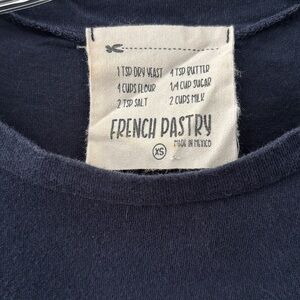 1 TSP DRY YEAST 4 TSP BUTTER
4 CUPS FLOUR 1/4 CUP SUGAR
2 TSP SALT 2 CUPS MILK
FRENCH PASTRY
MADE IN MEXICO
XS